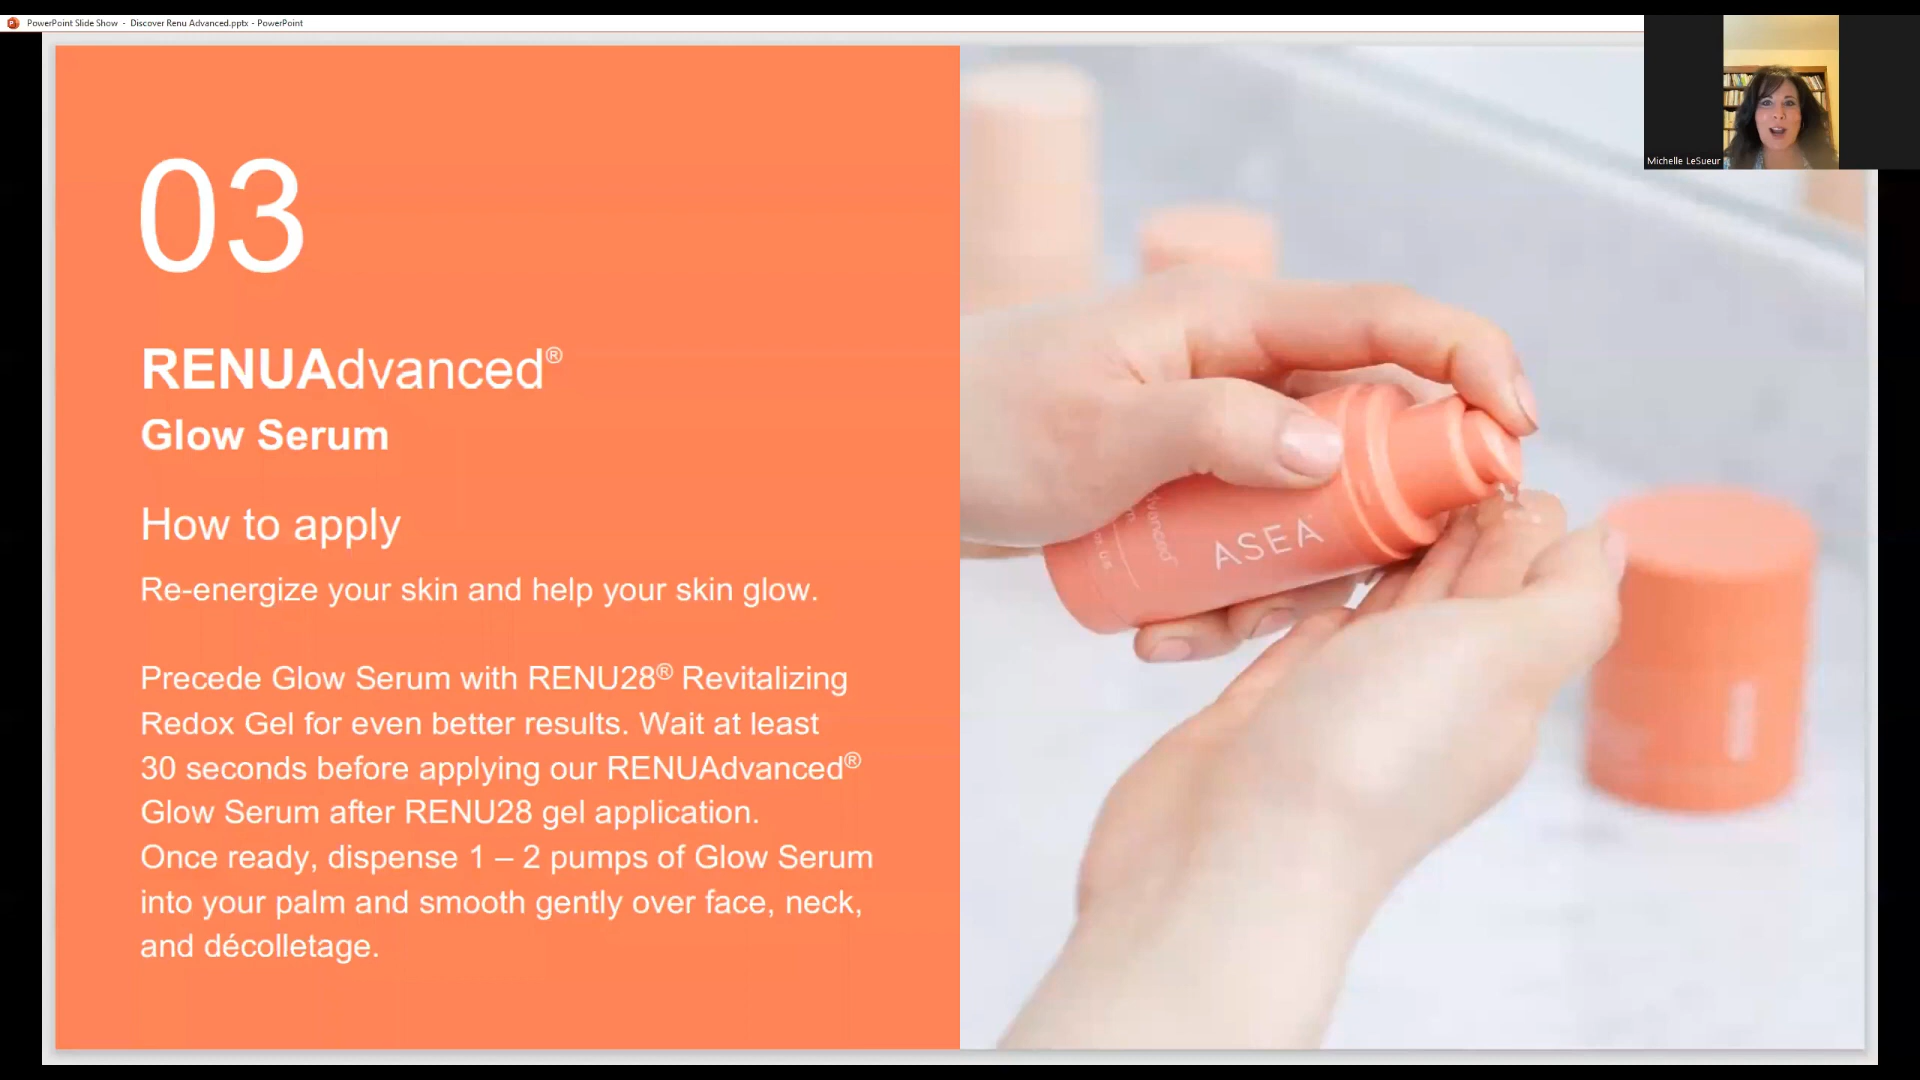 PowerPoint Slide Show - Discover Renu Advanced.pptx - PowerPoint
Michelle LeSueur
03
RENUAdvanced®
Glow Serum
How to apply
Re-energize your skin and help your skin glow.
Precede Glow Serum with RENU28® Revitalizing
Redox Gel for even better results. Wait at least
30 seconds before applying our RENUAdvanced®
Glow Serum after RENU28 gel application.
Once ready, dispense 1 – 2 pumps of Glow Serum
into your palm and smooth gently over face, neck,
and décolletage.
ASEA